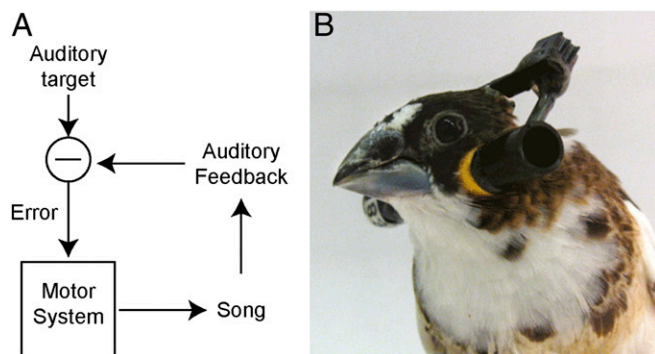 A
Auditory
target
Error
Auditory
Feedback
Motor
System
Song
B